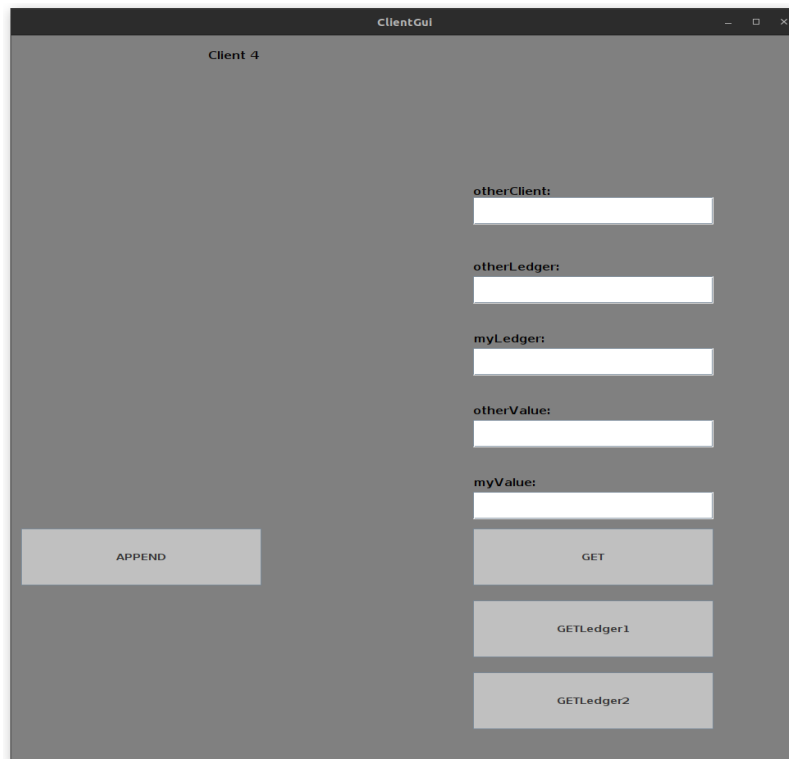 ClientGui
Client 4
otherClient:
otherLedger:
myLedger:
otherValue:
myValue:
APPEND
GET
GETLedger1
GETLedger2